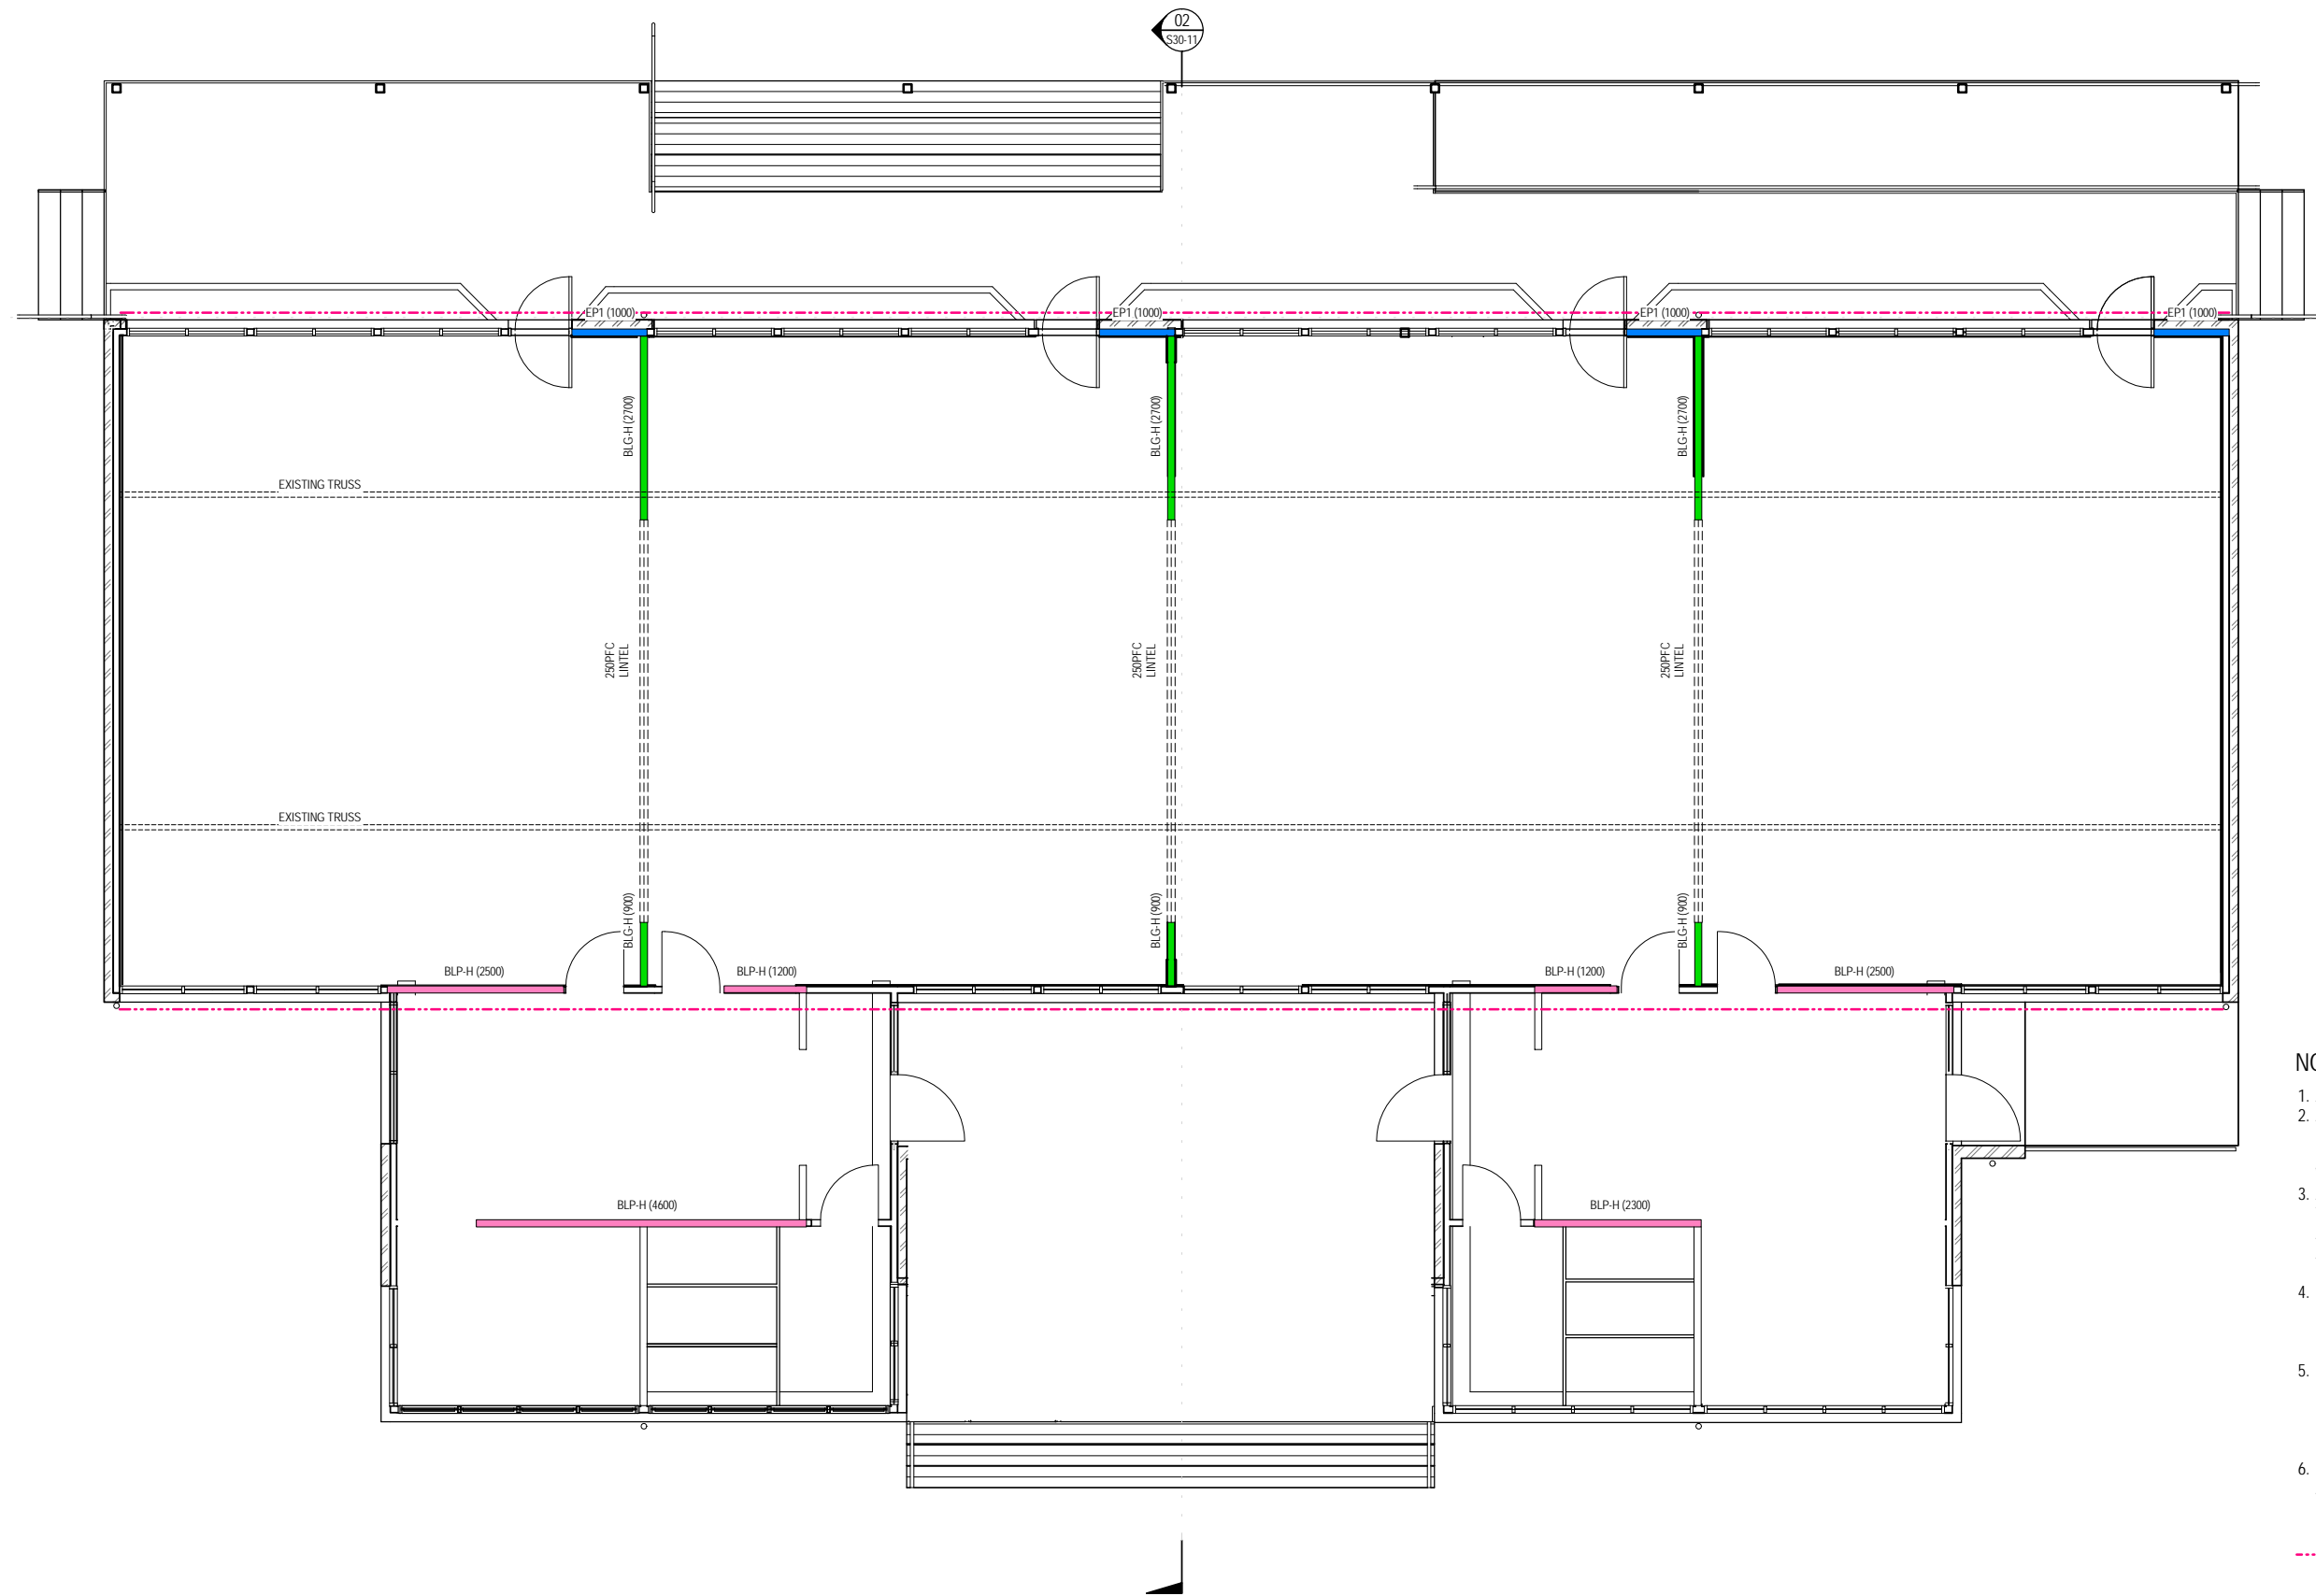 02
S30-11
EP1 (1000)
EP1 (1000)
EP1 (1000)
EP1 (1000)
BLG-H (2700)
BLG-H (2700)
BLG-H (2700)
EXISTING TRUSS
250PFC
LINTEL
250PFC
LINTEL
250PFC
LINTEL
EXISTING TRUSS
BLG-H (900)
BLG-H (900)
BLG-H (900)
BLP-H (2500)
BLP-H (1200)
BLP-H (1200)
BLP-H (2500)
1.
2.
3.
BLP-H (4600)
BLP-H (2300)
4.
5.
6.